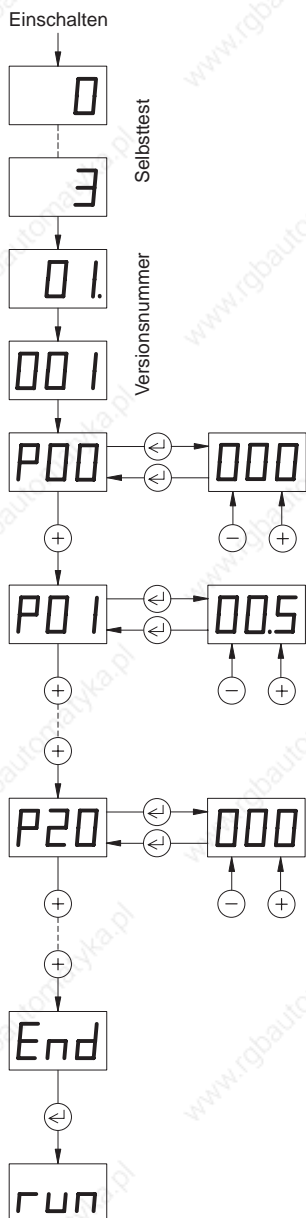 Einschalten
0
Selbsttest
3
01.
Versionsnummer
001
P00 000
P01 00.5
P20 000
End
run